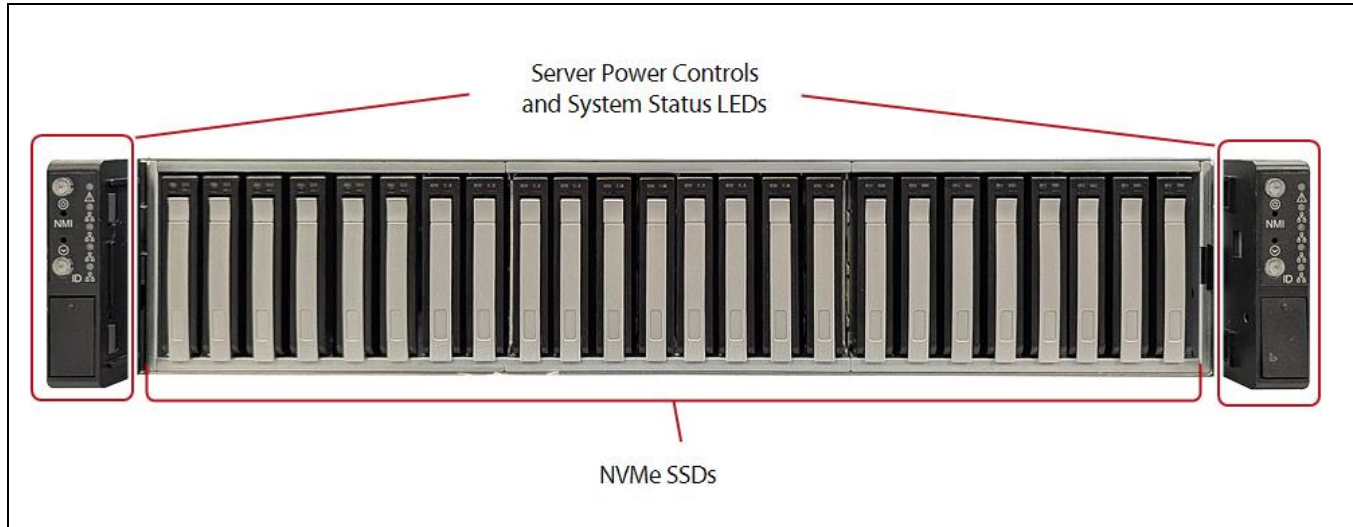 Server Power Controls
and System Status LEDs
NMI
ID
NMI
ID
NVMe SSDs